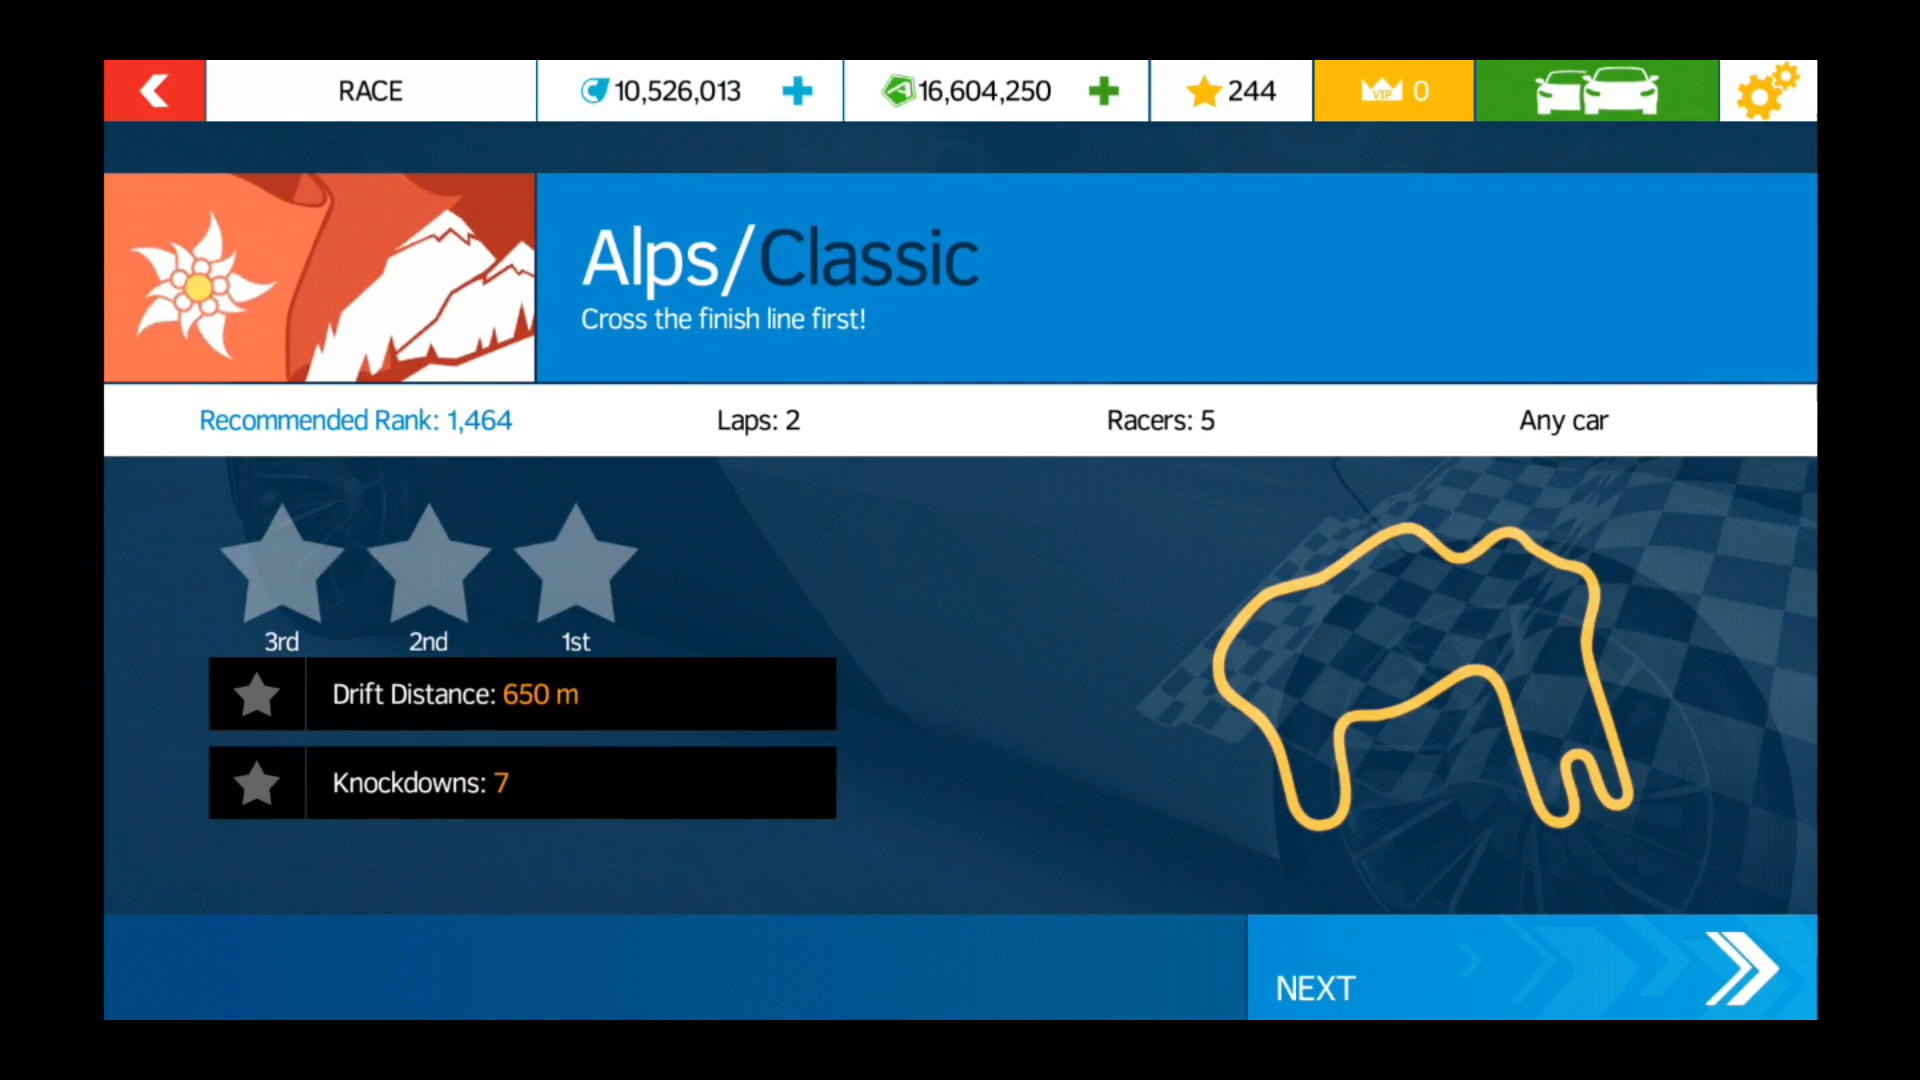 RACE
10,526,013
16,604,250
244
VIP 0
Alps/Classic
Cross the finish line first!
Recommended Rank: 1,464
Laps: 2
Racers: 5
Any car
3rd
2nd
1st
Drift Distance: 650 m
Knockdowns: 7
NEXT